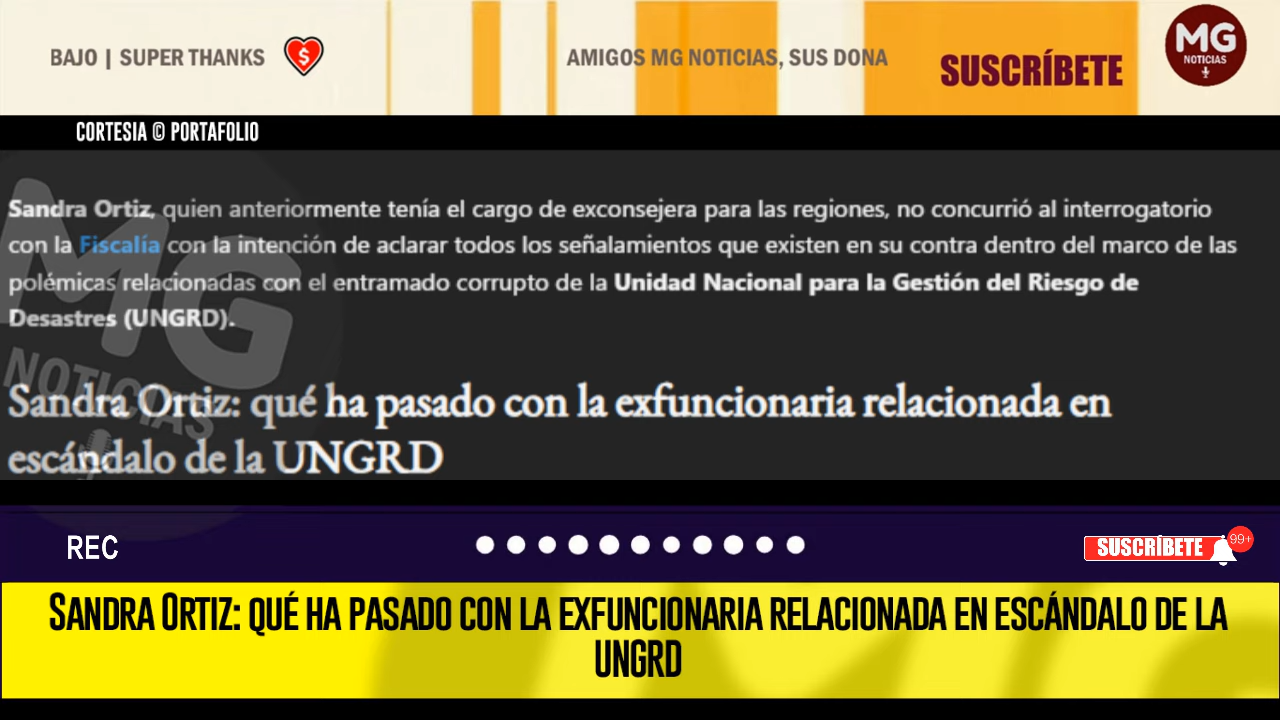 BAJO | SUPER THANKS
AMIGOS MG NOTICIAS, SUS DONA
SUSCRÍBETE
MG
NOTICIAS
CORTESIA © PORTAFOLIO
Sandra Ortiz, quien anteriormente tenía el cargo de exconsejera para las regiones, no concurrió al interrogatorio
con la Fiscalía con la intención de aclarar todos los señalamientos que existen en su contra dentro del marco de las
polémicas relacionadas con el entramado corrupto de la Unidad Nacional para la Gestión del Riesgo de
Desastres (UNGRD).
MG
NOTICIAS
Sandra Ortiz: qué ha pasado con la exfuncionaria relacionada en
escándalo de la UNGRD
REC
SUSCRÍBETE
99+
SANDRA ORTIZ: QUÉ HA PASADO CON LA EXFUNCIONARIA RELACIONADA EN ESCÁNDALO DE LA
UNGRD